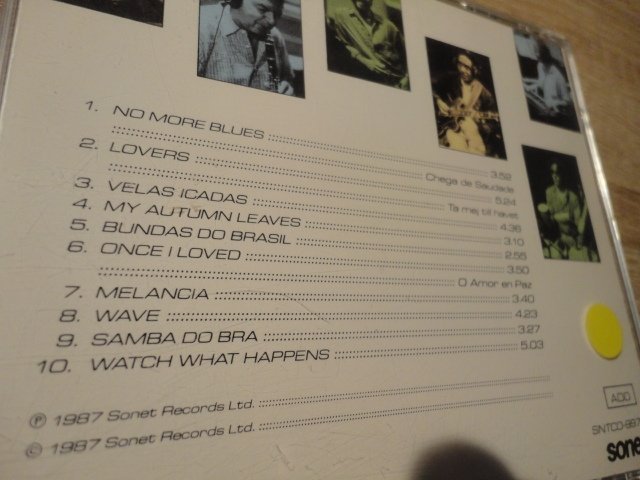 1. NO MORE BLUES 3.52
Chega de Saudade
2. LOVERS 5.24
Ta mej till havet
3. VELAS ICADAS 4.36
4. MY AUTUMN LEAVES 3.10
5. BUNDAS DO BRASIL 2.55
6. ONCE I LOVED 3.50
O Amor en Paz
7. MELANCIA 3.40
8. WAVE 4.23
9. SAMBA DO BRA 3.27
10. WATCH WHAT HAPPENS 5.03
℗ 1987 Sonet Records Ltd.
© 1987 Sonet Records Ltd.
SNTCD-997
sonet